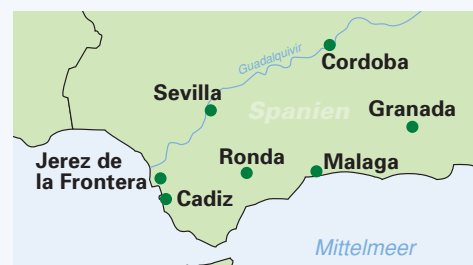 Guadalquivir
Cordoba
Sevilla
Spanien
Granada
Jerez de
la Frontera
Ronda
Malaga
Cadiz
Mittelmeer